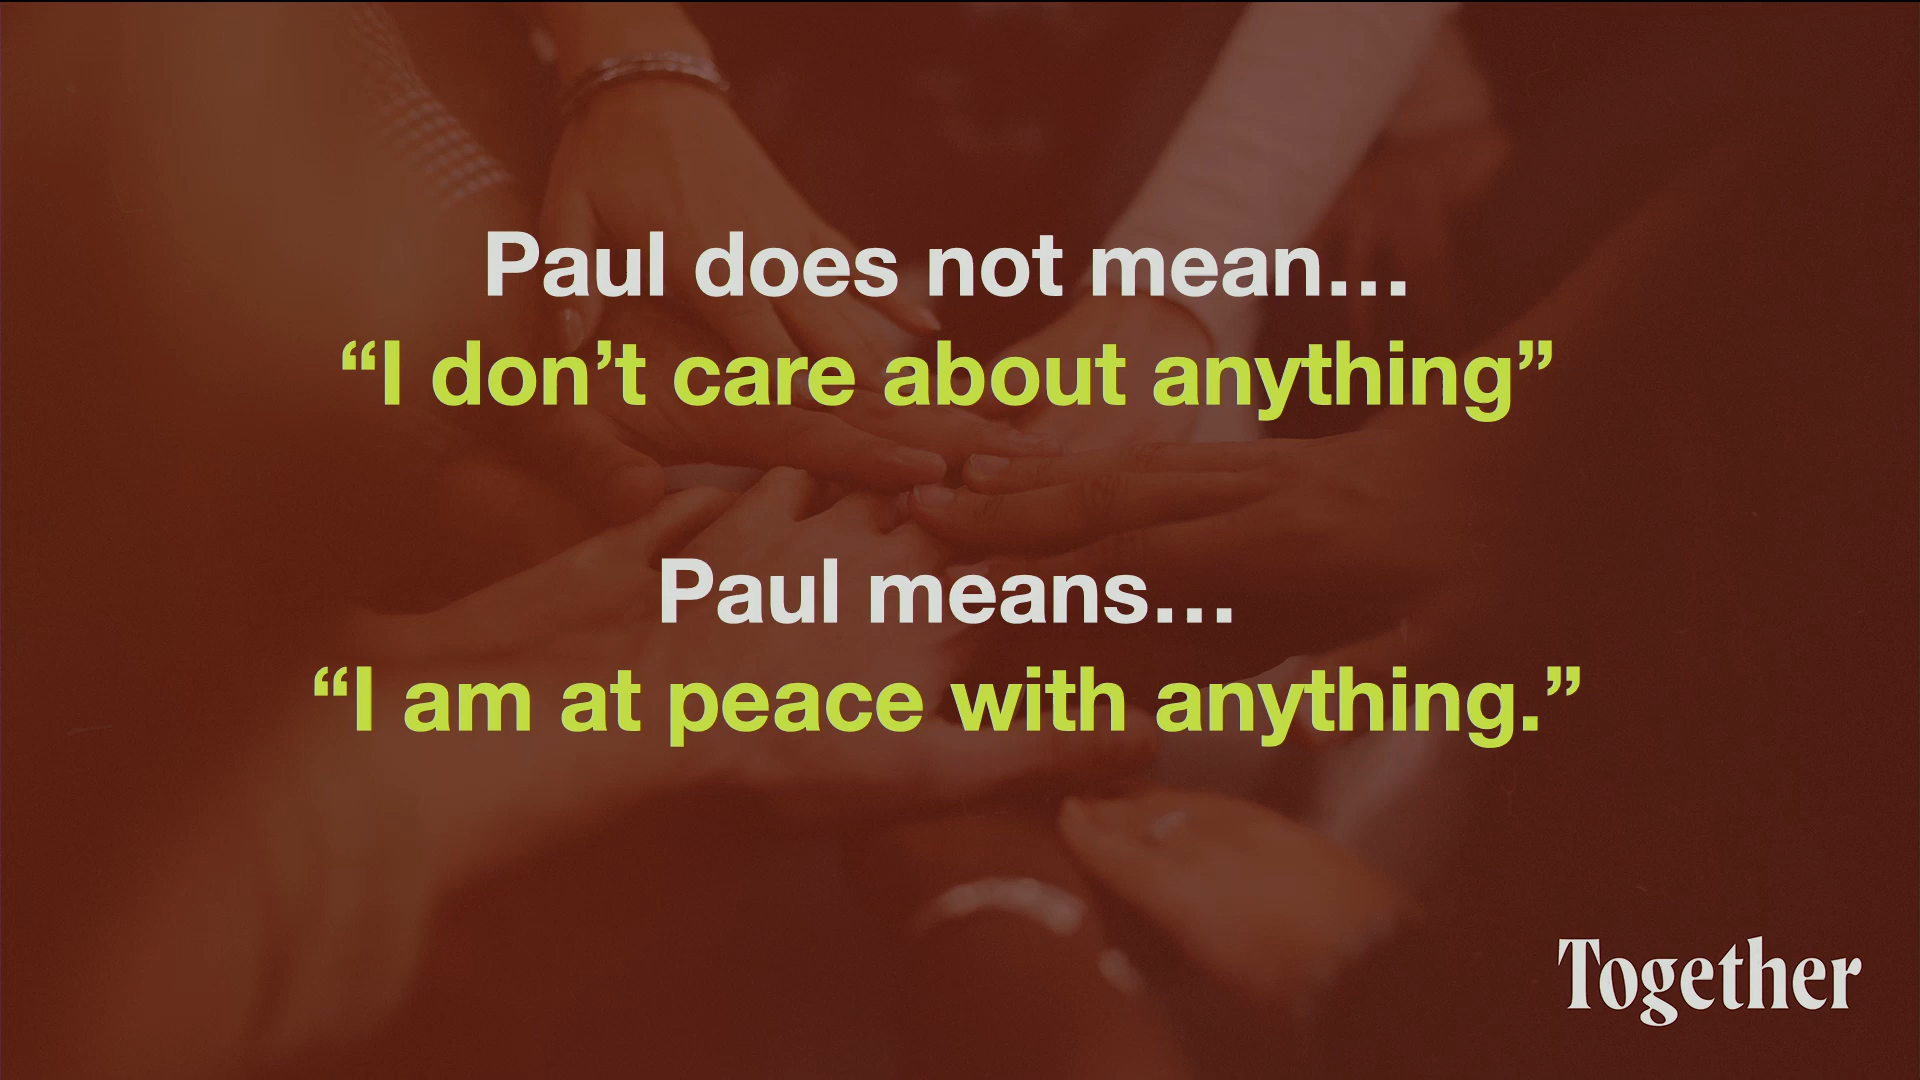 Paul does not mean…
“I don’t care about anything”
Paul means…
“I am at peace with anything.”
Together